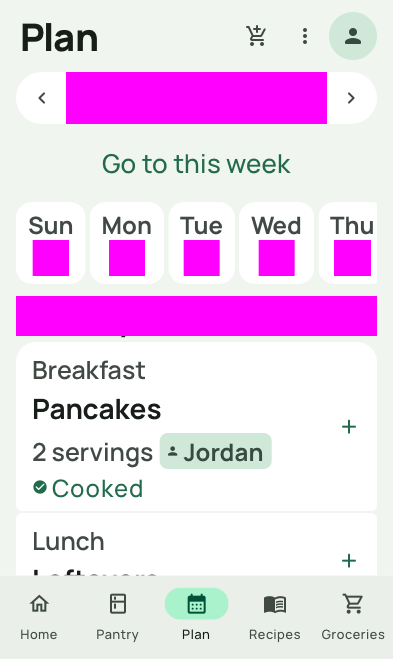 Plan
Go to this week
Sun Mon Tue Wed Thu
Breakfast
Pancakes
2 servings Jordan
Cooked
Lunch
Home Pantry Plan Recipes Groceries